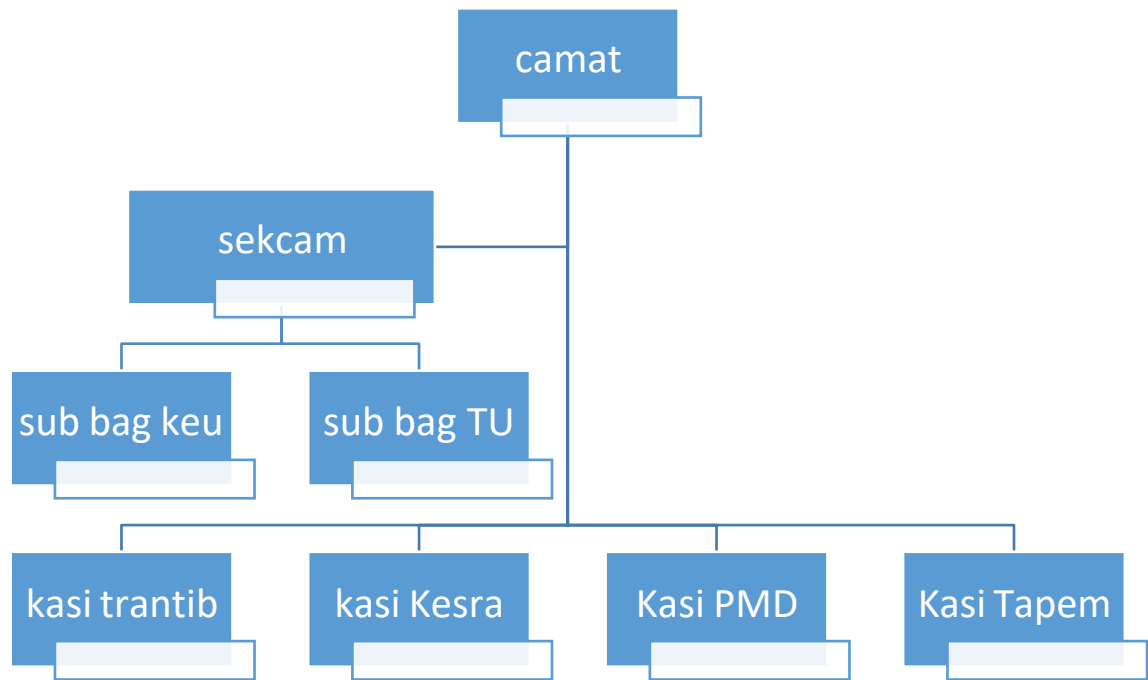 camat
sekcam
sub bag keu
sub bag TU
kasi trantib
kasi Kesra
Kasi PMD
Kasi Tapem